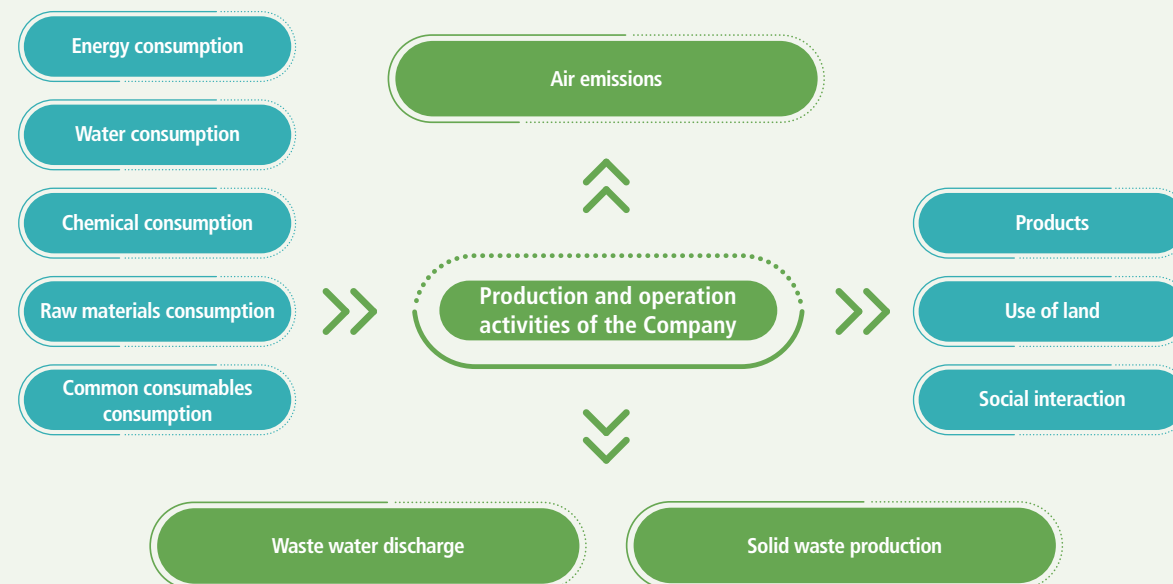 Energy consumption
Water consumption
Chemical consumption
Raw materials consumption
Common consumables
consumption
Air emissions
Production and operation
activities of the Company
Products
Use of land
Social interaction
Waste water discharge
Solid waste production